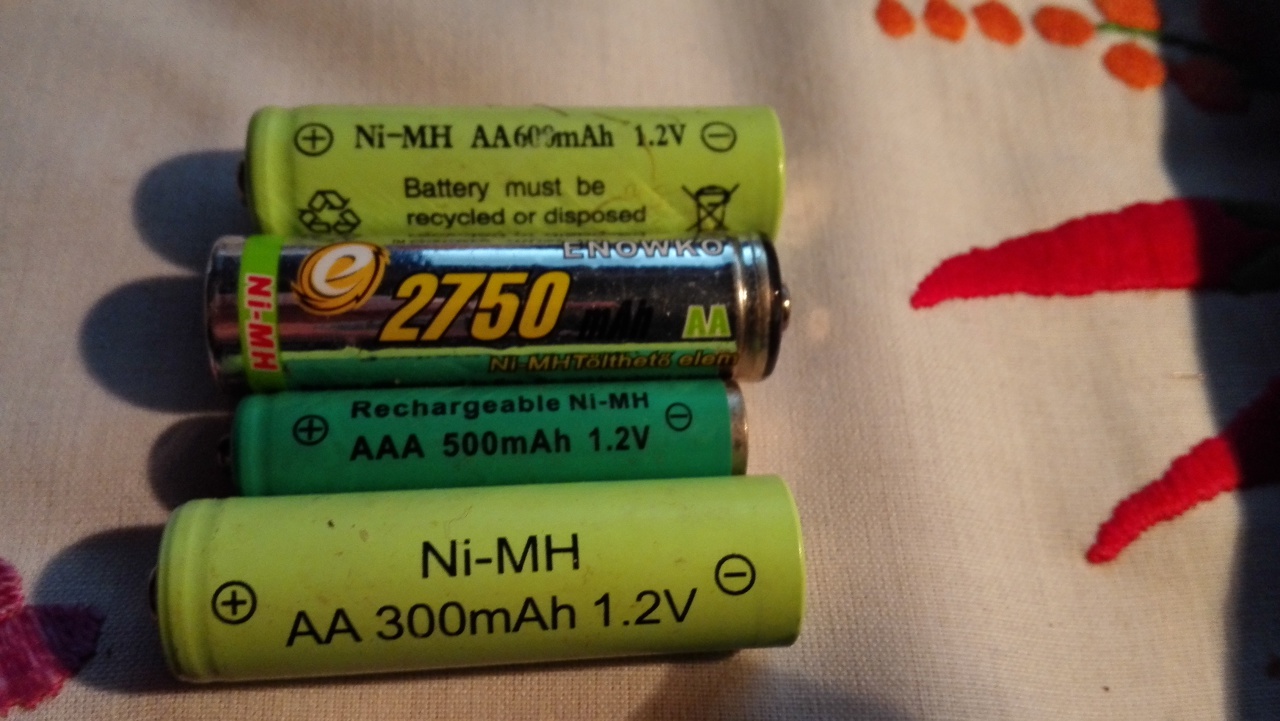 Ni-MH AA600mAh 1.2V
Battery must be
recycled or disposed
ENOWKO
e
2750 mAh AA
Ni-MH
Ni-MH Tölthető elem
Rechargeable Ni-MH
AAA 500mAh 1.2V
Ni-MH
AA 300mAh 1.2V